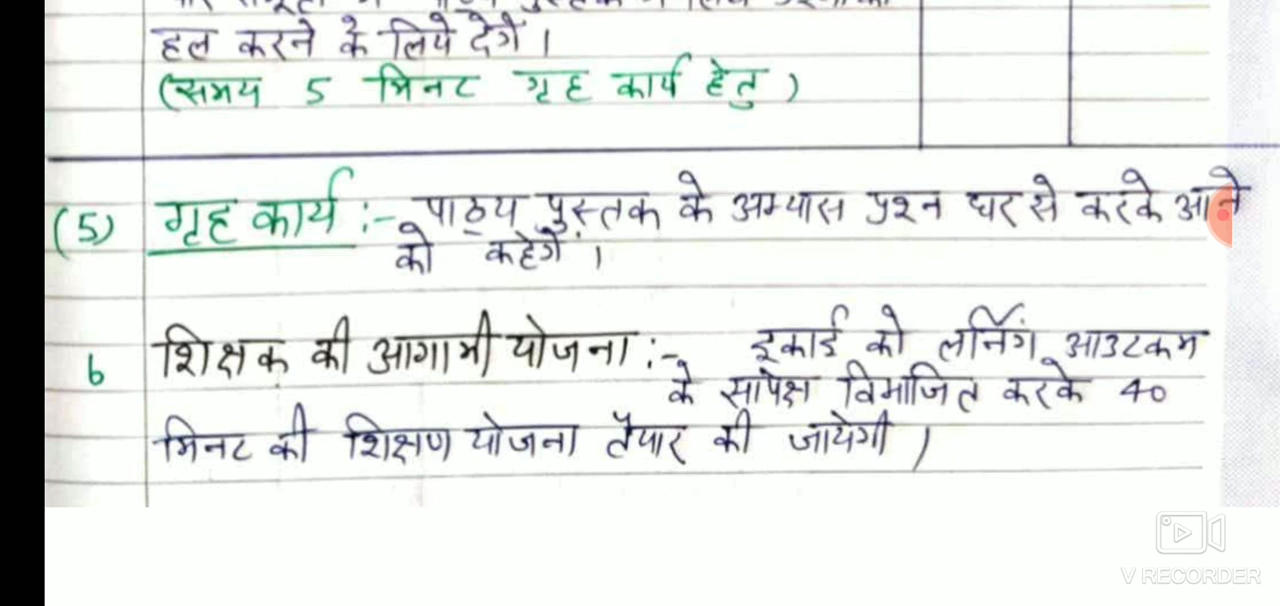 हल करने के लिये देगें ।
(समय 5 मिनट गृह कार्य हेतु )
(5) गृह कार्य :- पाठ्य पुस्तक के अभ्यास प्रश्न घर से करके आने
को कहेगें ।
6 शिक्षक की आगामी योजना :- इकाई को लर्निंग आउटकम
के सापेक्ष विभाजित करके 40
मिनट की शिक्षण योजना तैयार की जायेगी ।
V RECORDER